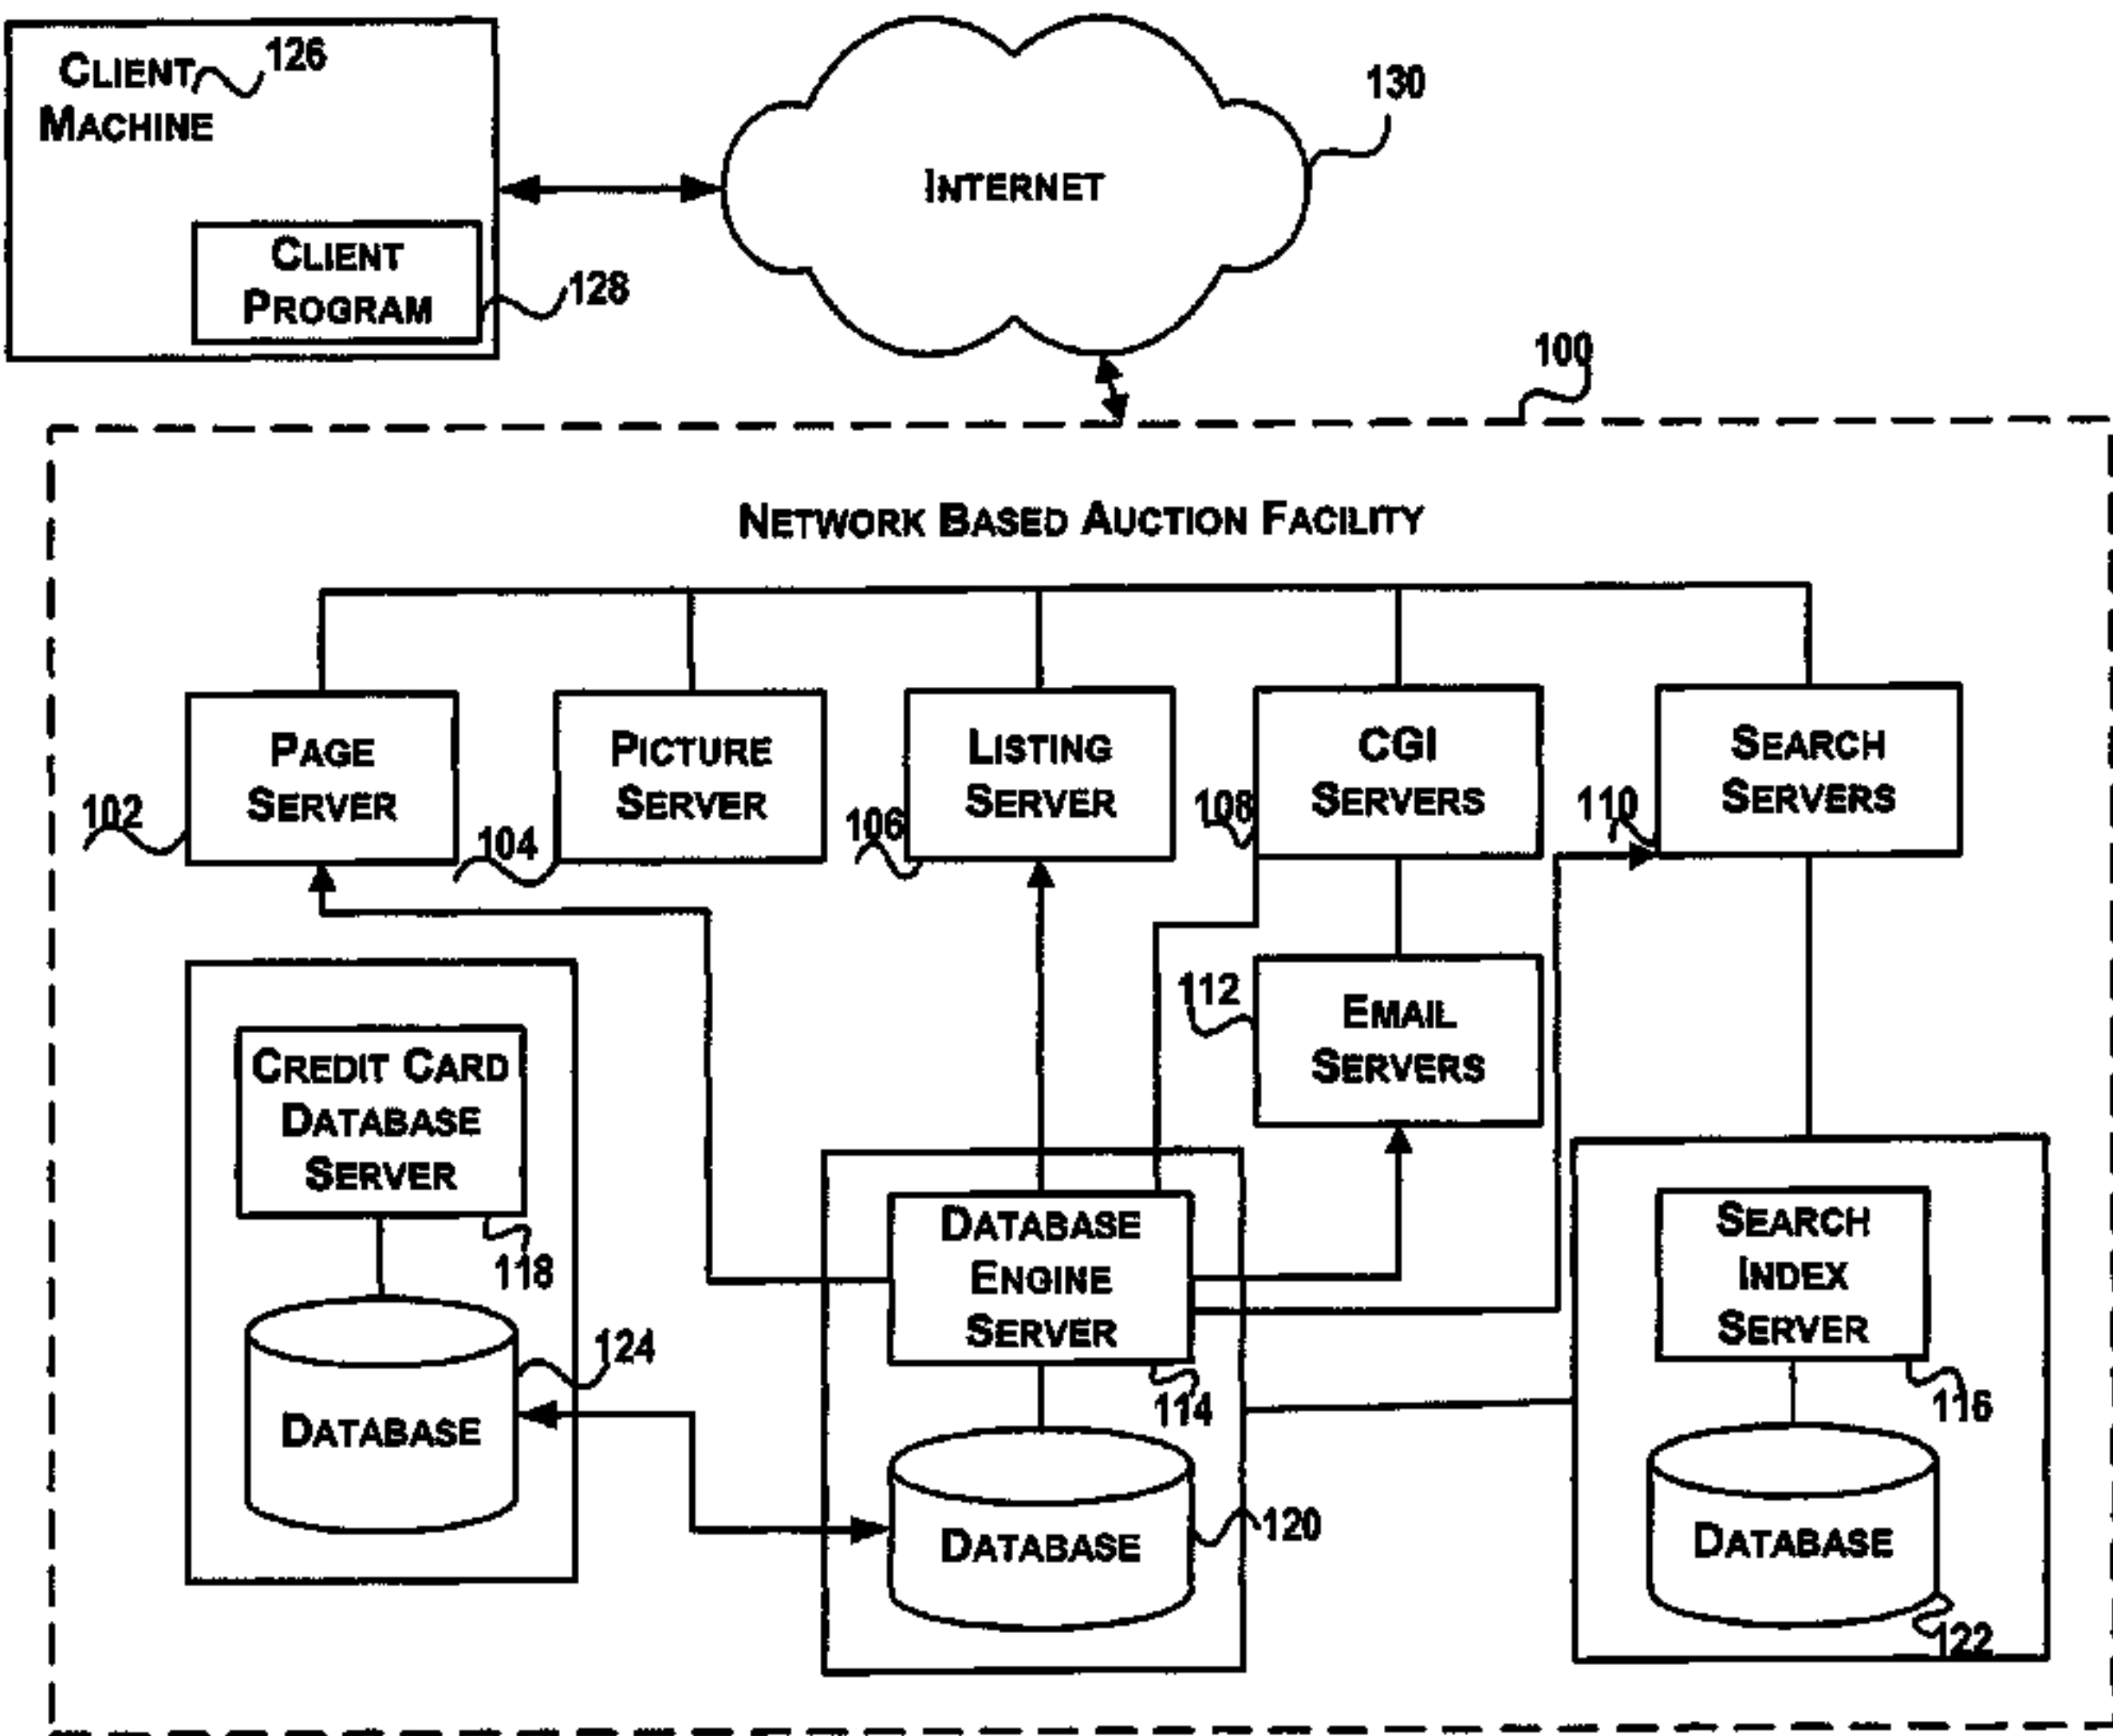 CLIENT
MACHINE
126
CLIENT
PROGRAM
128
INTERNET
130
100
NETWORK BASED AUCTION FACILITY
PAGE
SERVER
102
PICTURE
SERVER
104
LISTING
SERVER
106
CGI
SERVERS
108
SEARCH
SERVERS
110
EMAIL
SERVERS
112
CREDIT CARD
DATABASE
SERVER
118
DATABASE
124
DATABASE
ENGINE
SERVER
114
DATABASE
120
SEARCH
INDEX
SERVER
116
DATABASE
122